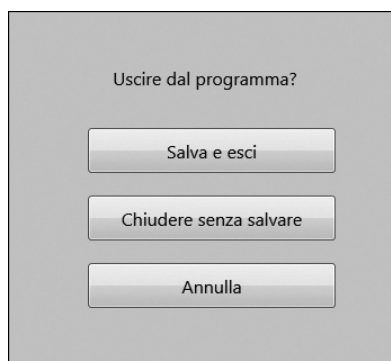 Uscire dal programma?
Salva e esci
Chiudere senza salvare
Annulla